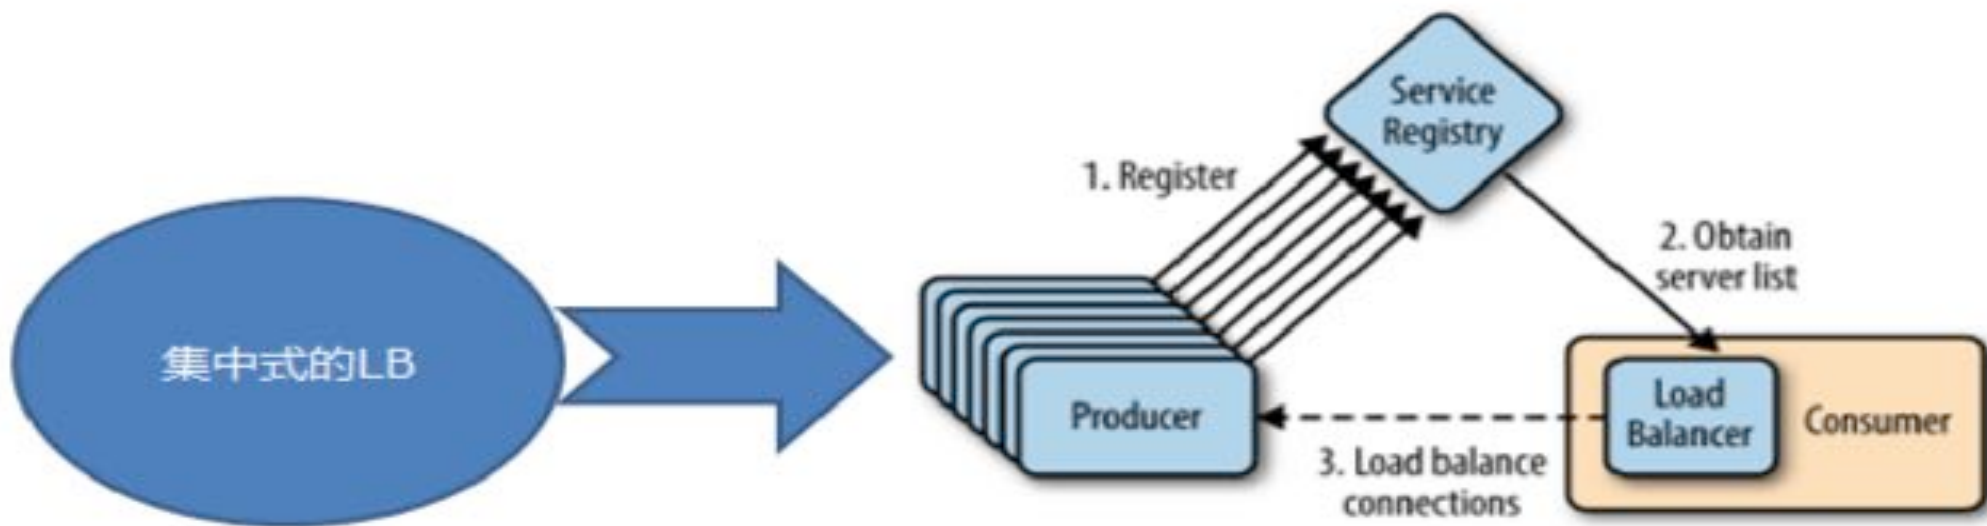 集中式的LB
Service
Registry
1. Register
2. Obtain
server list
Producer
Load
Balancer
Consumer
3. Load balance
connections